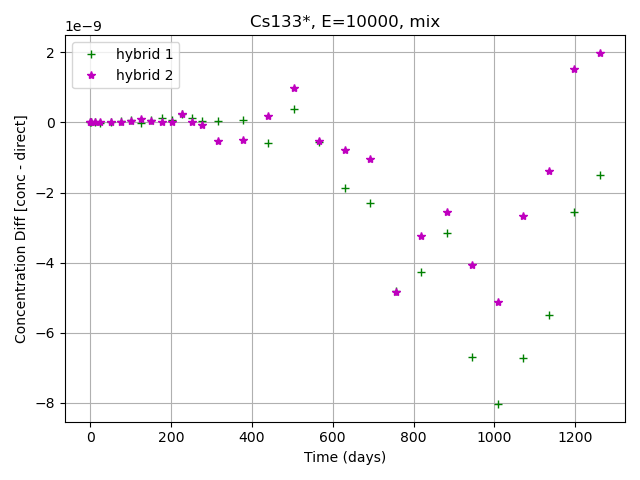 Cs133*, E=10000, mix
1e−9
hybrid 1
hybrid 2
2
0
−2
−4
−6
−8
Concentration Diff [conc - direct]
0 200 400 600 800 1000 1200
Time (days)